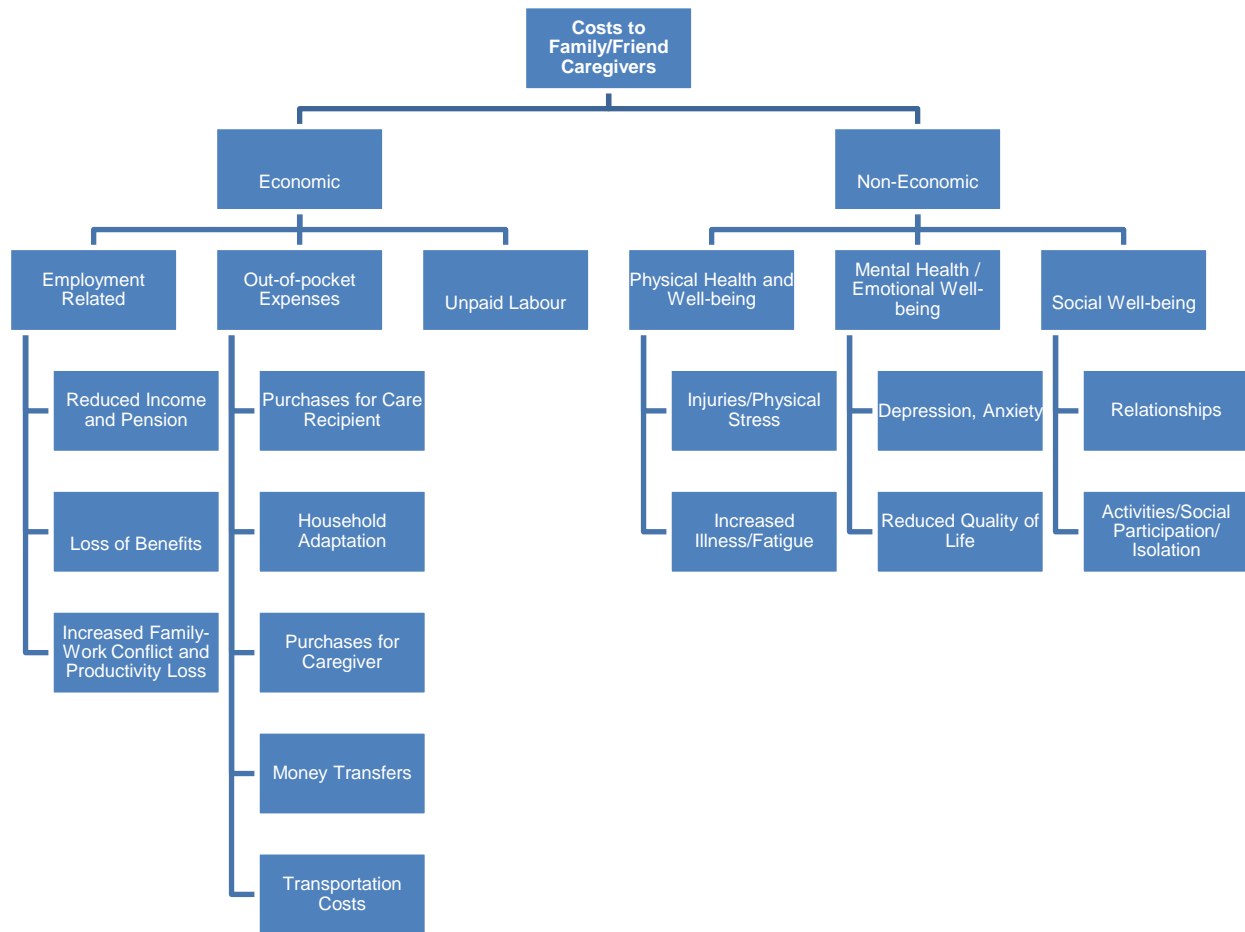 Costs to
Family/Friend
Caregivers
Economic
Non-Economic
Employment
Related
Out-of-pocket
Expenses
Unpaid Labour
Physical Health and
Well-being
Mental Health /
Emotional Well-
being
Social Well-being
Reduced Income
and Pension
Purchases for Care
Recipient
Injuries/Physical
Stress
Depression, Anxiety
Relationships
Loss of Benefits
Household
Adaptation
Increased
Illness/Fatigue
Reduced Quality of
Life
Activities/Social
Participation/
Isolation
Increased Family-
Work Conflict and
Productivity Loss
Purchases for
Caregiver
Money Transfers
Transportation
Costs